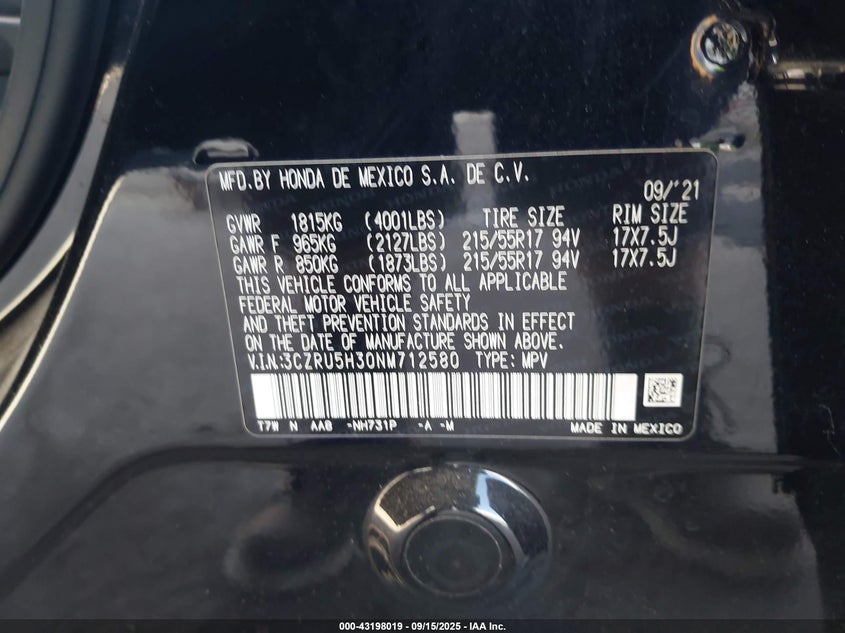 MFD.BY HONDA DE MEXICO S.A. DE C.V.
09/'21
GVWR 1815KG (4001LBS) TIRE SIZE RIM SIZE
GAWR F 965KG (2127LBS) 215/55R17 94V 17X7.5J
GAWR R 850KG (1873LBS) 215/55R17 94V 17X7.5J
THIS VEHICLE CONFORMS TO ALL APPLICABLE
FEDERAL MOTOR VEHICLE SAFETY
AND THEFT PREVENTION STANDARDS IN EFFECT
ON THE DATE OF MANUFACTURE SHOWN ABOVE.
V.I.N.:3CZRU5H30NM712580 TYPE: MPV
T7W N AA8 -NH731P -A -M MADE IN MEXICO
000-43198019 - 09/15/2025 - IAA Inc.